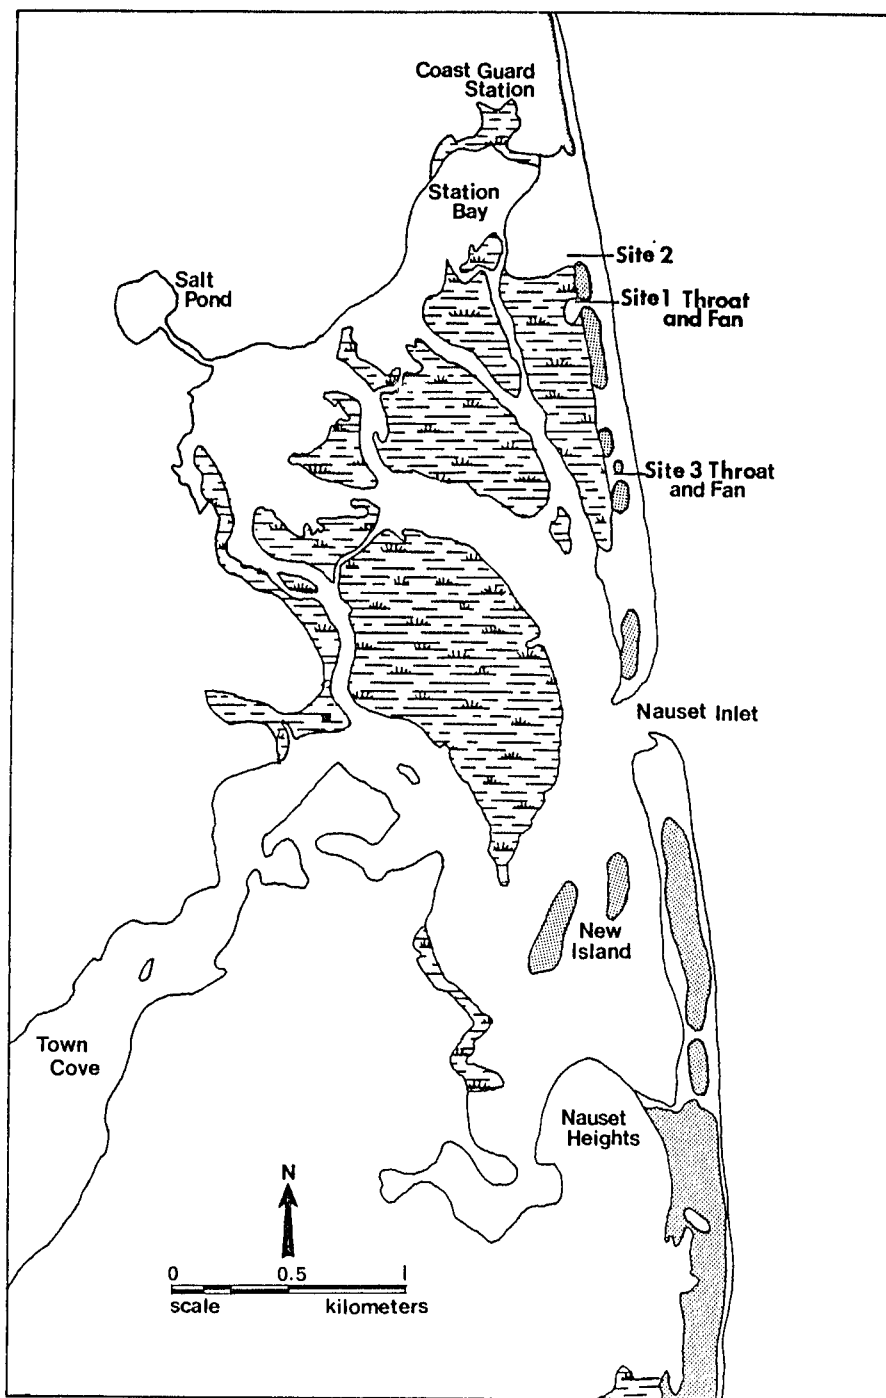 Coast Guard
Station
Station
Bay
Site 2
Salt
Pond
Site 1 Throat
and Fan
Site 3 Throat
and Fan
Nauset Inlet
New
Island
Town
Cove
Nauset
Heights
N
0 0.5 1
scale kilometers